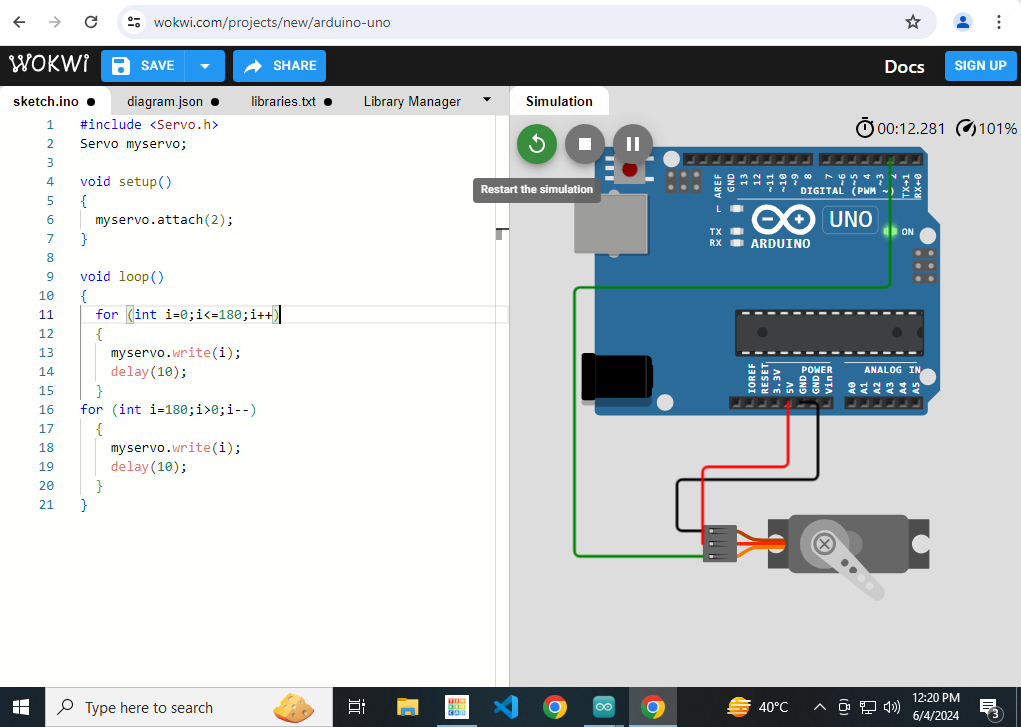 wokwi.com/projects/new/arduino-uno
WOKWI SAVE SHARE Docs SIGN UP
sketch.ino diagram.json libraries.txt Library Manager Simulation
1 #include <Servo.h>
2 Servo myservo;
3
4 void setup()
5 {
6 myservo.attach(2);
7 }
8
9 void loop()
10 {
11 for (int i=0;i<=180;i++)
12 {
13 myservo.write(i);
14 delay(10);
15 }
16 for (int i=180;i>0;i--)
17 {
18 myservo.write(i);
19 delay(10);
20 }
21 }
00:12.281 101%
Restart the simulation
AREF
GND
13
12
~11
~10
~9
8
7
~6
~5
4
~3
2
TX→1
RX←0
DIGITAL (PWM ~)
L
TX
RX
UNO
ARDUINO
ON
IOREF
RESET
3.3V
5V
GND
GND
Vin
POWER
ANALOG IN
A0
A1
A2
A3
A4
A5
Type here to search
40°C
12:20 PM
6/4/2024
3